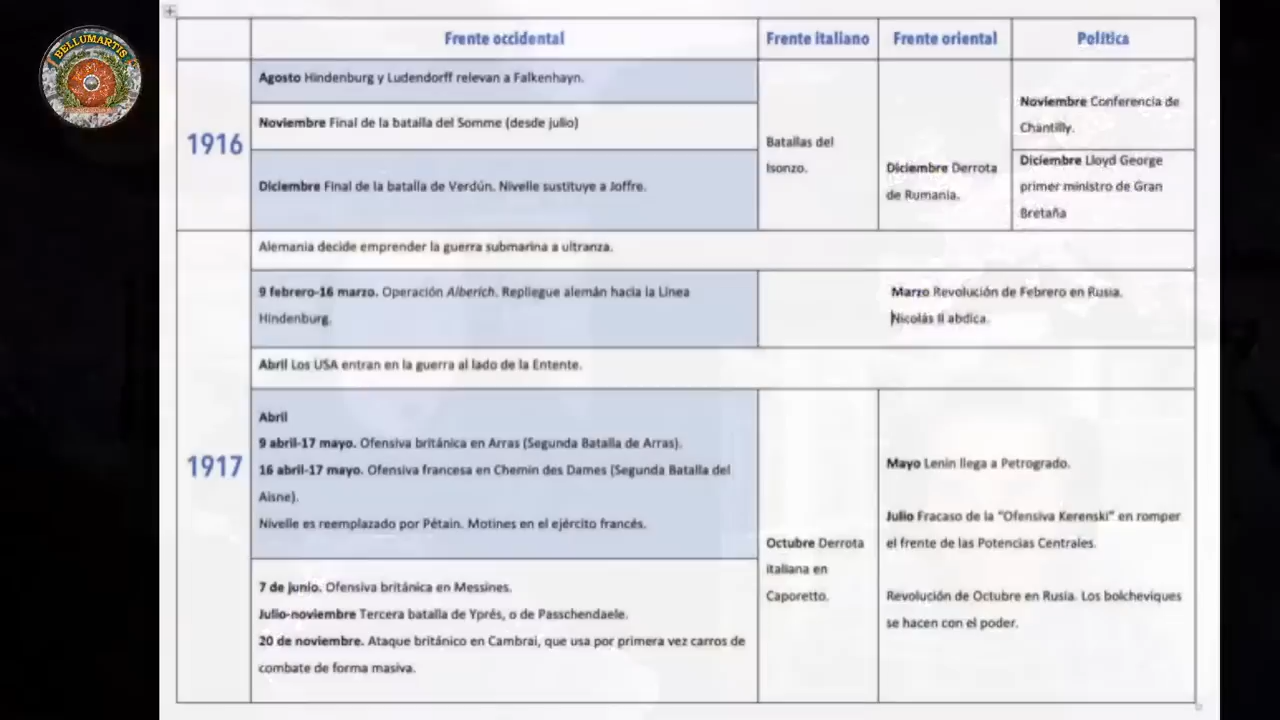 BELLUMARTIS
Frente occidental
Frente italiano
Frente oriental
Política
1916
Agosto Hindenburg y Ludendorff relevan a Falkenhayn.
Noviembre Final de la batalla del Somme (desde julio)
Diciembre Final de la batalla de Verdún. Nivelle sustituye a Joffre.
Batallas del
Isonzo.
Diciembre Derrota
de Rumania.
Noviembre Conferencia de
Chantilly.
Diciembre Lloyd George
primer ministro de Gran
Bretaña
1917
Alemania decide emprender la guerra submarina a ultranza.
9 febrero-16 marzo. Operación Alberich. Repliegue alemán hacia la Línea
Hindenburg.
Marzo Revolución de Febrero en Rusia.
Nicolás II abdica.
Abril Los USA entran en la guerra al lado de la Entente.
Abril
9 abril-17 mayo. Ofensiva británica en Arras (Segunda Batalla de Arras).
16 abril-17 mayo. Ofensiva francesa en Chemin des Dames (Segunda Batalla del
Aisne).
Nivelle es reemplazado por Pétain. Motines en el ejército francés.
7 de junio. Ofensiva británica en Messines.
Julio-noviembre Tercera batalla de Yprés, o de Passchendaele.
20 de noviembre. Ataque británico en Cambrai, que usa por primera vez carros de
combate de forma masiva.
Octubre Derrota
italiana en
Caporetto.
Mayo Lenin llega a Petrogrado.
Julio Fracaso de la "Ofensiva Kerenski" en romper
el frente de las Potencias Centrales.
Revolución de Octubre en Rusia. Los bolcheviques
se hacen con el poder.